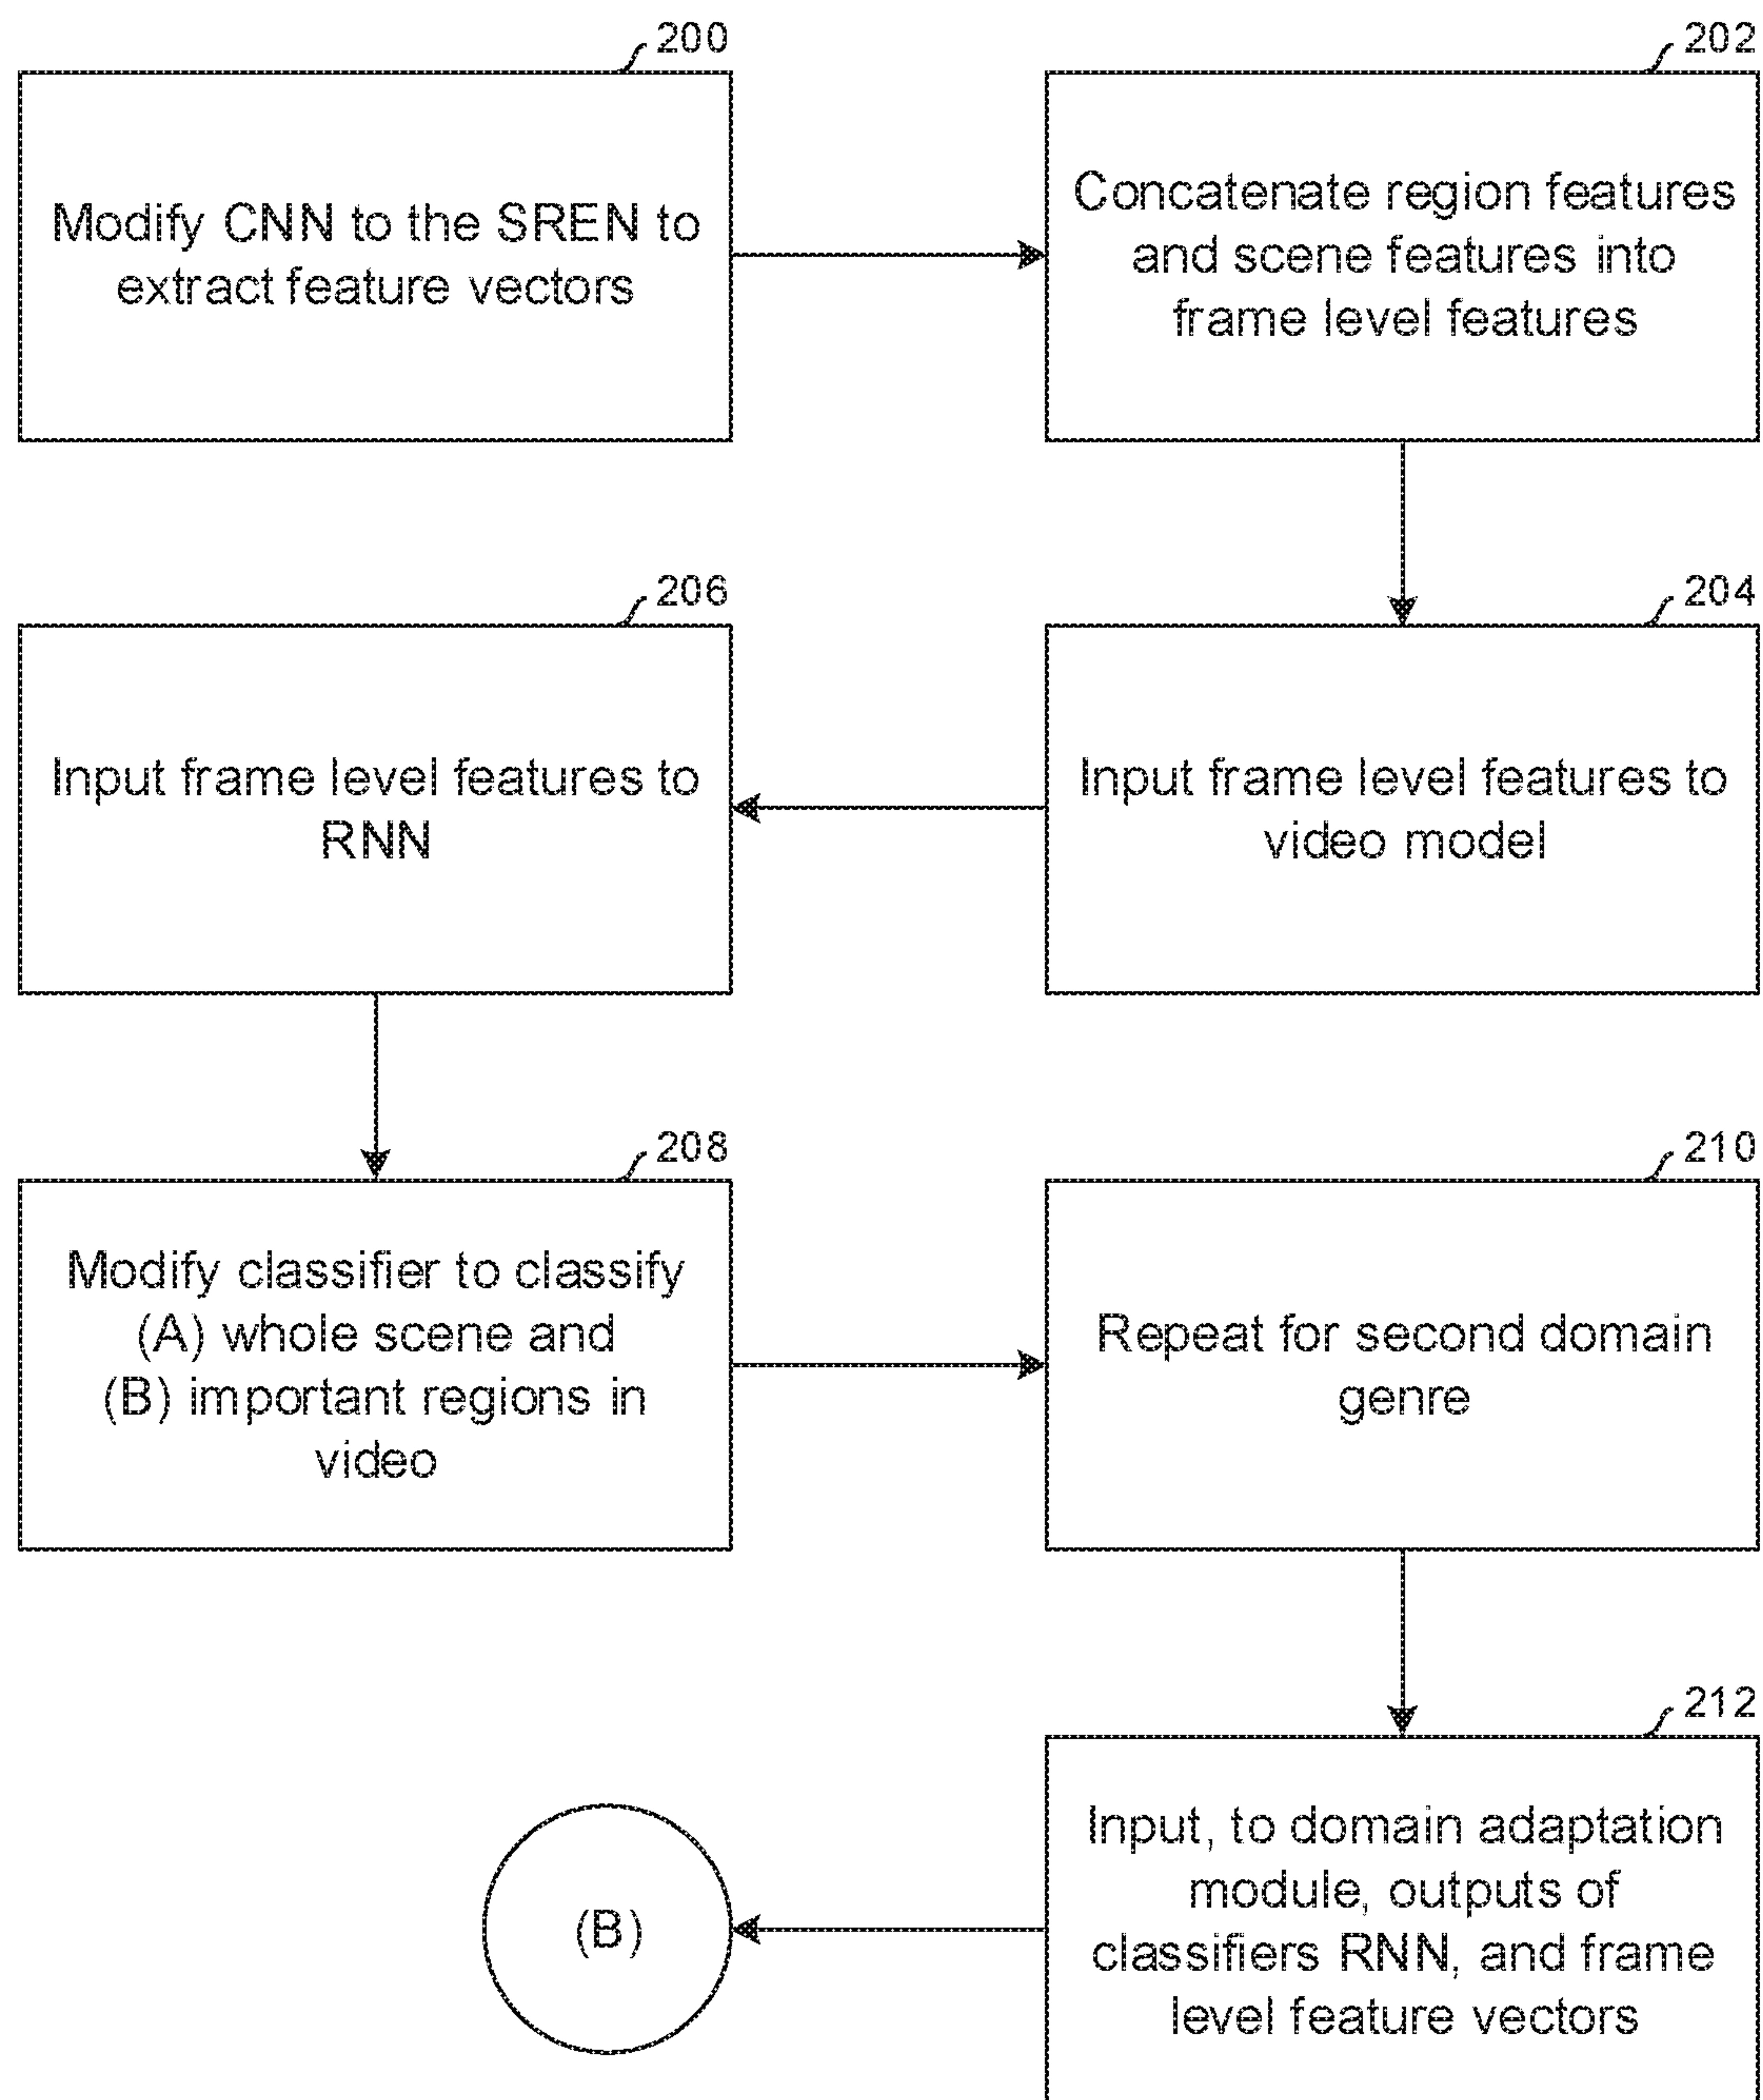 200
Modify CNN to the SREN to
extract feature vectors
202
Concatenate region features
and scene features into
frame level features
204
Input frame level features to
video model
206
Input frame level features to
RNN
208
Modify classifier to classify
(A) whole scene and
(B) important regions in
video
210
Repeat for second domain
genre
212
Input, to domain adaptation
module, outputs of
classifiers RNN, and frame
level feature vectors
(B)